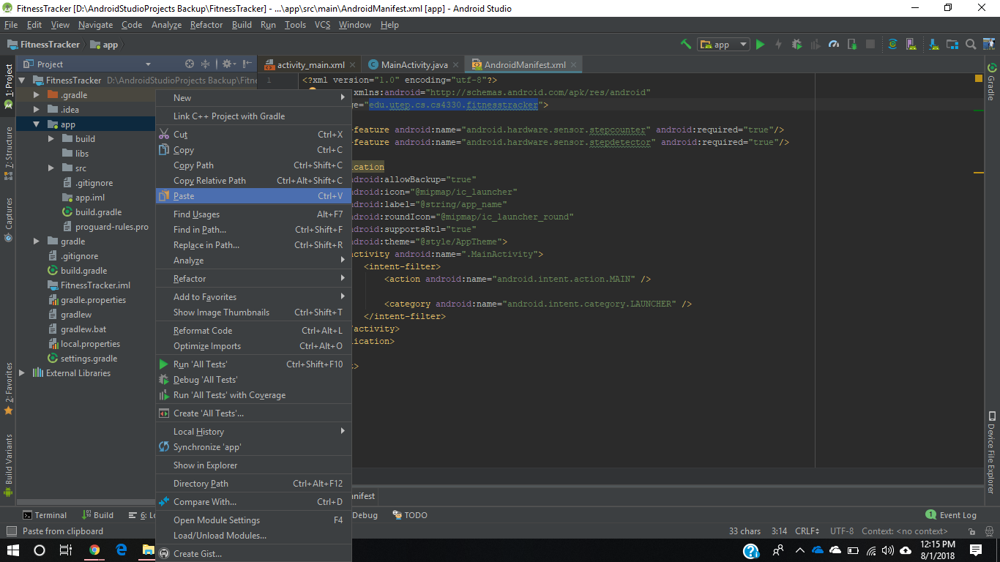 FitnessTracker [D:\AndroidStudioProjects Backup\FitnessTracker] - ...\app\src\main\AndroidManifest.xml [app] - Android Studio
File Edit View Navigate Code Analyze Refactor Build Run Tools VCS Window Help
FitnessTracker app
app
1: Project
7: Structure
Captures
2: Favorites
Build Variants
Project
FitnessTracker D:\AndroidStudioProjects Backup\Fitne
.gradle
.idea
app
build
libs
src
.gitignore
app.iml
build.gradle
proguard-rules.pro
gradle
.gitignore
build.gradle
FitnessTracker.iml
gradle.properties
gradlew
gradlew.bat
local.properties
settings.gradle
External Libraries
New
Link C++ Project with Gradle
Cut Ctrl+X
Copy Ctrl+C
Copy Path Ctrl+Shift+C
Copy Relative Path Ctrl+Alt+Shift+C
Paste Ctrl+V
Find Usages Alt+F7
Find in Path... Ctrl+Shift+F
Replace in Path... Ctrl+Shift+R
Analyze
Refactor
Add to Favorites
Show Image Thumbnails Ctrl+Shift+T
Reformat Code Ctrl+Alt+L
Optimize Imports Ctrl+Alt+O
Run 'All Tests' Ctrl+Shift+F10
Debug 'All Tests'
Run 'All Tests' with Coverage
Create 'All Tests'...
Local History
Synchronize 'app'
Show in Explorer
Directory Path Ctrl+Alt+F12
Compare With... Ctrl+D
Open Module Settings F4
Load/Unload Modules...
Create Gist...
activity_main.xml MainActivity.java AndroidManifest.xml
1 <?xml version="1.0" encoding="utf-8"?>
xmlns:android="http://schemas.android.com/apk/res/android"
ge="edu.utep.cs.cs4330.fitnesstracker">
-feature android:name="android.hardware.sensor.stepcounter" android:required="true"/>
-feature android:name="android.hardware.sensor.stepdetector" android:required="true"/>
ication
ndroid:allowBackup="true"
ndroid:icon="@mipmap/ic_launcher"
ndroid:label="@string/app_name"
ndroid:roundIcon="@mipmap/ic_launcher_round"
ndroid:supportsRtl="true"
ndroid:theme="@style/AppTheme">
activity android:name=".MainActivity">
<intent-filter>
<action android:name="android.intent.action.MAIN" />
<category android:name="android.intent.category.LAUNCHER" />
</intent-filter>
/activity>
lication>
t>
anifest
Gradle
Device File Explorer
Terminal Build 6: Lo Debug TODO 1 Event Log
Paste from clipboard 33 chars 3:14 CRLF UTF-8 Context: <no context>
12:15 PM
8/1/2018